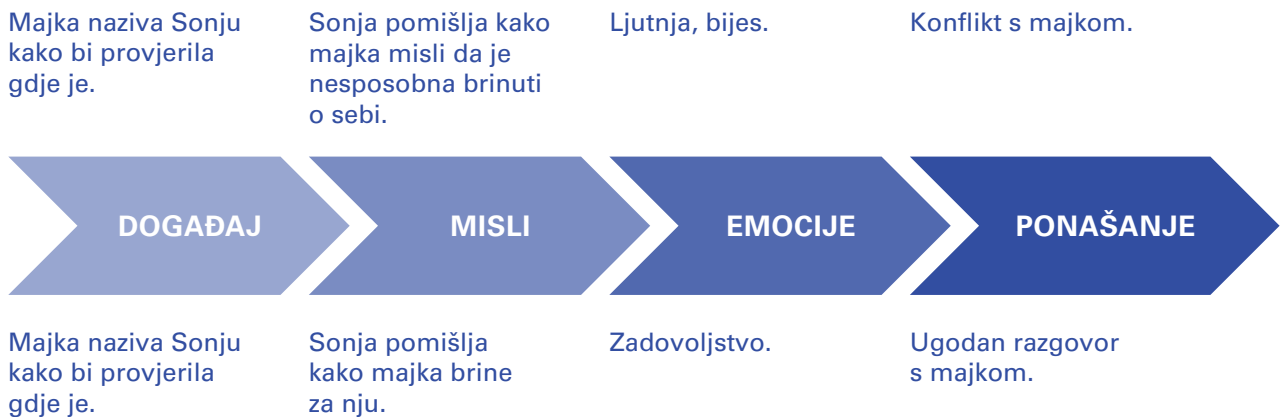 Majka naziva Sonju
kako bi provjerila
gdje je.
Sonja pomišlja kako
majka misli da je
nesposobna brinuti
o sebi.
Ljutnja, bijes.
Konflikt s majkom.
DOGAĐAJ
MISLI
EMOCIJE
PONAŠANJE
Majka naziva Sonju
kako bi provjerila
gdje je.
Sonja pomišlja
kako majka brine
za nju.
Zadovoljstvo.
Ugodan razgovor
s majkom.